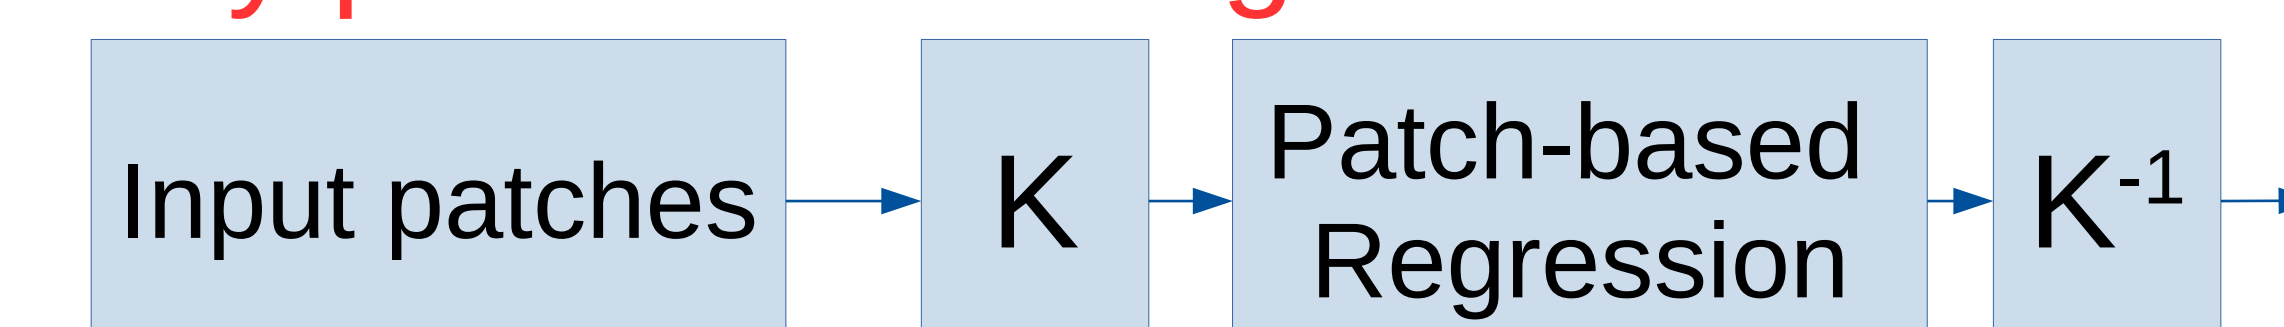 Input patches
K
Patch-based
Regression
K-1